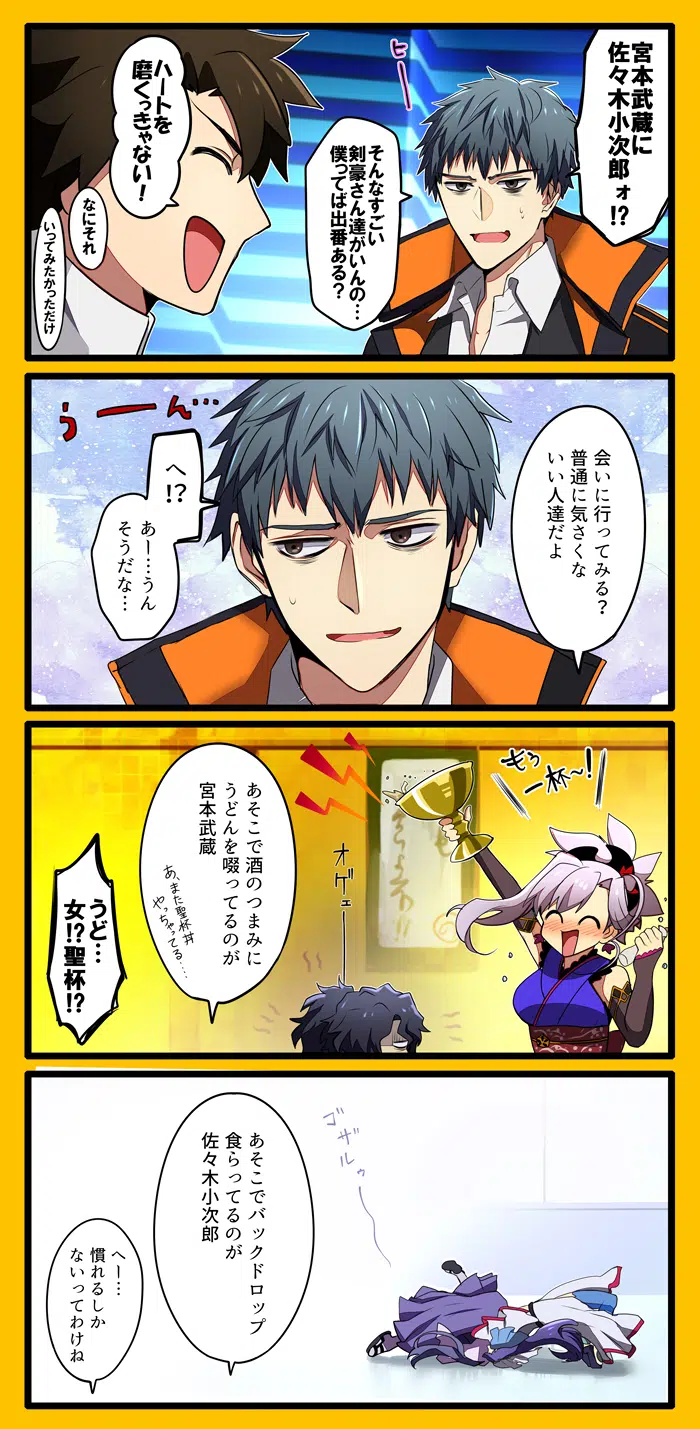 宮本武蔵に
佐々木小次郎ォ!?
ヒー
そんなすごい
剣豪さん達がいんの…
僕ってば出番ある?
ハートを
磨くっきゃない!
なにそれ
いってみたかっただけ
会いに行ってみる?
普通に気さくな
いい人達だよ
うーん…
へ!?
あー…うん
そうだな…
もう
一杯〜!
オゲェー
あそこで酒のつまみに
うどんを啜ってるのが
宮本武蔵
あ、また聖杯丼
やっちゃってる…
うど…
女!?聖杯!?
ゴザルゥー
あそこでバックドロップ
食らってるのが
佐々木小次郎
へー…
慣れるしか
ないってわけね